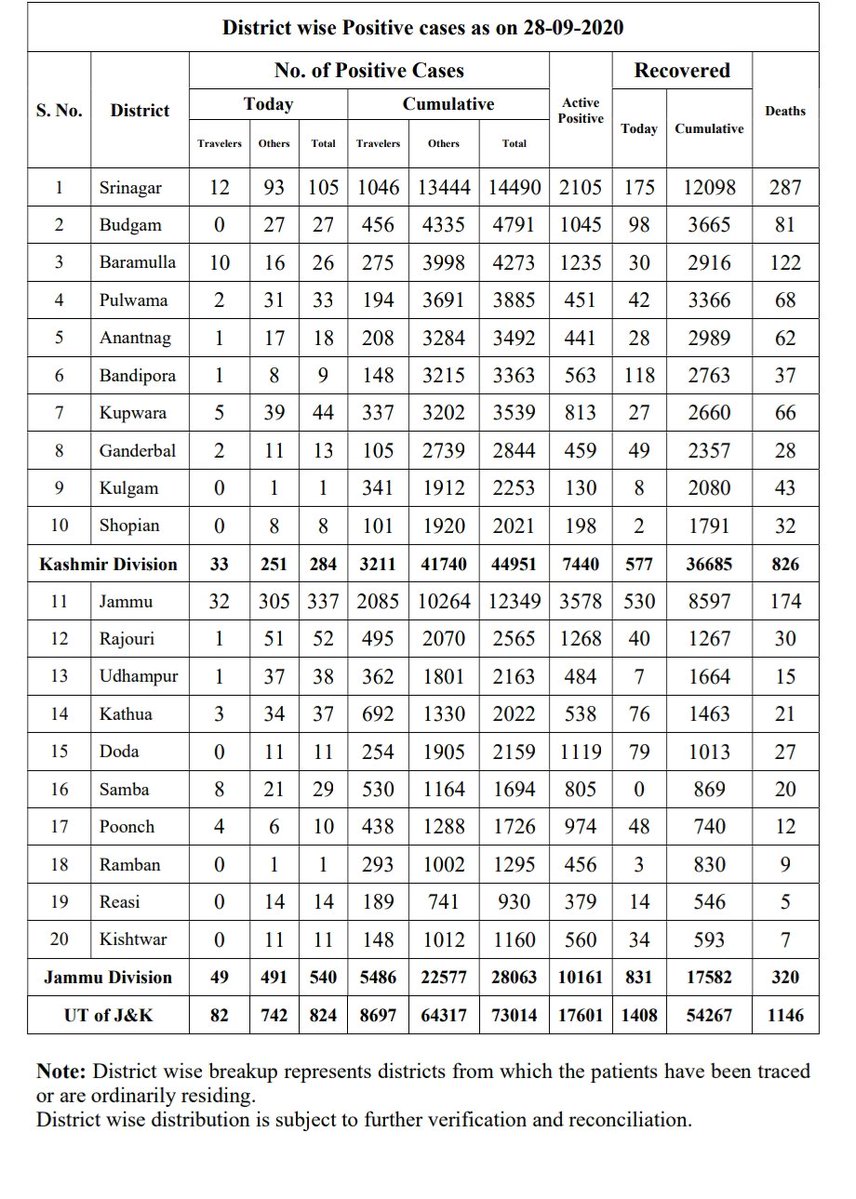 District wise Positive cases as on 28-09-2020
S. No. District No. of Positive Cases Active Positive Recovered Deaths
Today Cumulative Today Cumulative
Travelers Others Total Travelers Others Total
1 Srinagar 12 93 105 1046 13444 14490 2105 175 12098 287
2 Budgam 0 27 27 456 4335 4791 1045 98 3665 81
3 Baramulla 10 16 26 275 3998 4273 1235 30 2916 122
4 Pulwama 2 31 33 194 3691 3885 451 42 3366 68
5 Anantnag 1 17 18 208 3284 3492 441 28 2989 62
6 Bandipora 1 8 9 148 3215 3363 563 118 2763 37
7 Kupwara 5 39 44 337 3202 3539 813 27 2660 66
8 Ganderbal 2 11 13 105 2739 2844 459 49 2357 28
9 Kulgam 0 1 1 341 1912 2253 130 8 2080 43
10 Shopian 0 8 8 101 1920 2021 198 2 1791 32
Kashmir Division 33 251 284 3211 41740 44951 7440 577 36685 826
11 Jammu 32 305 337 2085 10264 12349 3578 530 8597 174
12 Rajouri 1 51 52 495 2070 2565 1268 40 1267 30
13 Udhampur 1 37 38 362 1801 2163 484 7 1664 15
14 Kathua 3 34 37 692 1330 2022 538 76 1463 21
15 Doda 0 11 11 254 1905 2159 1119 79 1013 27
16 Samba 8 21 29 530 1164 1694 805 0 869 20
17 Poonch 4 6 10 438 1288 1726 974 48 740 12
18 Ramban 0 1 1 293 1002 1295 456 3 830 9
19 Reasi 0 14 14 189 741 930 379 14 546 5
20 Kishtwar 0 11 11 148 1012 1160 560 34 593 7
Jammu Division 49 491 540 5486 22577 28063 10161 831 17582 320
UT of J&K 82 742 824 8697 64317 73014 17601 1408 54267 1146
Note: District wise breakup represents districts from which the patients have been traced
or are ordinarily residing.
District wise distribution is subject to further verification and reconciliation.